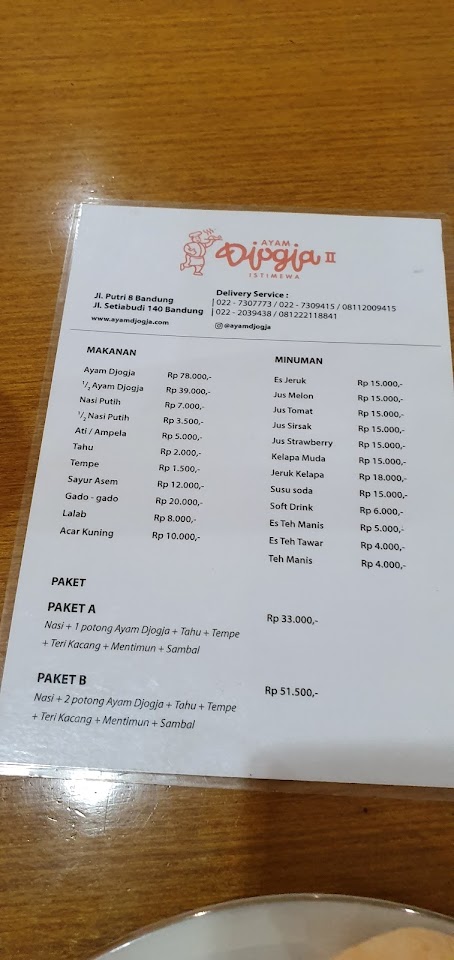 AYAM
Djogja II
ISTIMEWA
Jl. Putri 8 Bandung
Jl. Setiabudi 140 Bandung
www.ayamdjogja.com
Delivery Service :
022 - 7307773 / 022 - 7309415 / 08112009415
022 - 2039438 / 081222118841
@ayamdjogja
MAKANAN
Ayam Djogja Rp 78.000,-
1/2 Ayam Djogja Rp 39.000,-
Nasi Putih Rp 7.000,-
1/2 Nasi Putih Rp 3.500,-
Ati / Ampela Rp 5.000,-
Tahu Rp 2.000,-
Tempe Rp 1.500,-
Sayur Asem Rp 12.000,-
Gado - gado Rp 20.000,-
Lalab Rp 8.000,-
Acar Kuning Rp 10.000,-
MINUMAN
Es Jeruk Rp 15.000,-
Jus Melon Rp 15.000,-
Jus Tomat Rp 15.000,-
Jus Sirsak Rp 15.000,-
Jus Strawberry Rp 15.000,-
Kelapa Muda Rp 15.000,-
Jeruk Kelapa Rp 18.000,-
Susu soda Rp 15.000,-
Soft Drink Rp 6.000,-
Es Teh Manis Rp 5.000,-
Es Teh Tawar Rp 4.000,-
Teh Manis Rp 4.000,-
PAKET
PAKET A Rp 33.000,-
Nasi + 1 potong Ayam Djogja + Tahu + Tempe
+ Teri Kacang + Mentimun + Sambal
PAKET B Rp 51.500,-
Nasi + 2 potong Ayam Djogja + Tahu + Tempe
+ Teri Kacang + Mentimun + Sambal